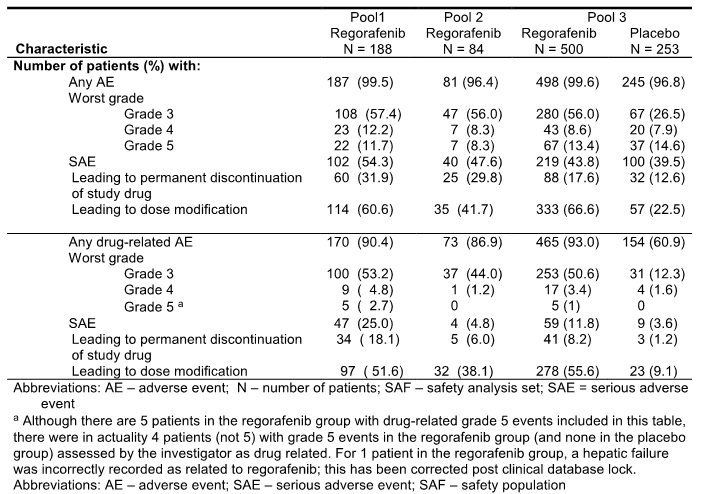 Pool1 Pool 2 Pool 3
Regorafenib Regorafenib Regorafenib Placebo
Characteristic N = 188 N = 84 N = 500 N = 253
Number of patients (%) with:
Any AE 187 (99.5) 81 (96.4) 498 (99.6) 245 (96.8)
Worst grade
Grade 3 108 (57.4) 47 (56.0) 280 (56.0) 67 (26.5)
Grade 4 23 (12.2) 7 (8.3) 43 (8.6) 20 (7.9)
Grade 5 22 (11.7) 7 (8.3) 67 (13.4) 37 (14.6)
SAE 102 (54.3) 40 (47.6) 219 (43.8) 100 (39.5)
Leading to permanent discontinuation 60 (31.9) 25 (29.8) 88 (17.6) 32 (12.6)
of study drug
Leading to dose modification 114 (60.6) 35 (41.7) 333 (66.6) 57 (22.5)
Any drug-related AE 170 (90.4) 73 (86.9) 465 (93.0) 154 (60.9)
Worst grade
Grade 3 100 (53.2) 37 (44.0) 253 (50.6) 31 (12.3)
Grade 4 9 ( 4.8) 1 (1.2) 17 (3.4) 4 (1.6)
Grade 5 a 5 ( 2.7) 0 5 (1) 0
SAE 47 (25.0) 4 (4.8) 59 (11.8) 9 (3.6)
Leading to permanent discontinuation 34 ( 18.1) 5 (6.0) 41 (8.2) 3 (1.2)
of study drug
Leading to dose modification 97 ( 51.6) 32 (38.1) 278 (55.6) 23 (9.1)
Abbreviations: AE – adverse event; N – number of patients; SAF – safety analysis set; SAE = serious adverse
event
a Although there are 5 patients in the regorafenib group with drug-related grade 5 events included in this table,
there were in actuality 4 patients (not 5) with grade 5 events in the regorafenib group (and none in the placebo
group) assessed by the investigator as drug related. For 1 patient in the regorafenib group, a hepatic failure
was incorrectly recorded as related to regorafenib; this has been corrected post clinical database lock.
Abbreviations: AE – adverse event; SAE – serious adverse event; SAF – safety population